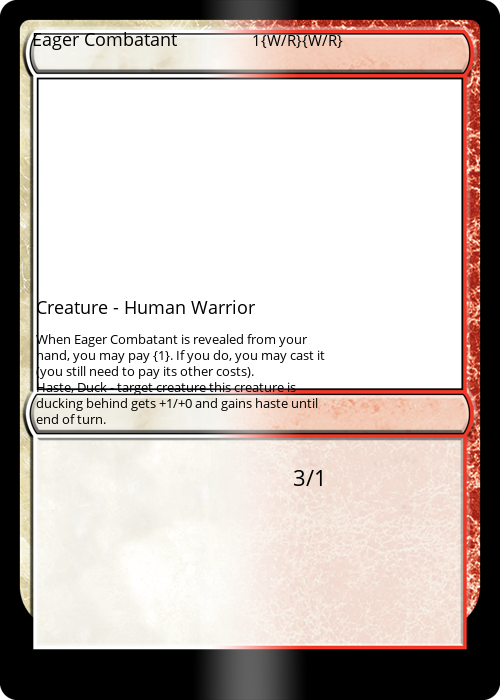 Eager Combatant 1{W/R}{W/R}
Creature - Human Warrior
When Eager Combatant is revealed from your
hand, you may pay {1}. If you do, you may cast it
(you still need to pay its other costs).
Haste, Duck - target creature this creature is
ducking behind gets +1/+0 and gains haste until
end of turn.
3/1